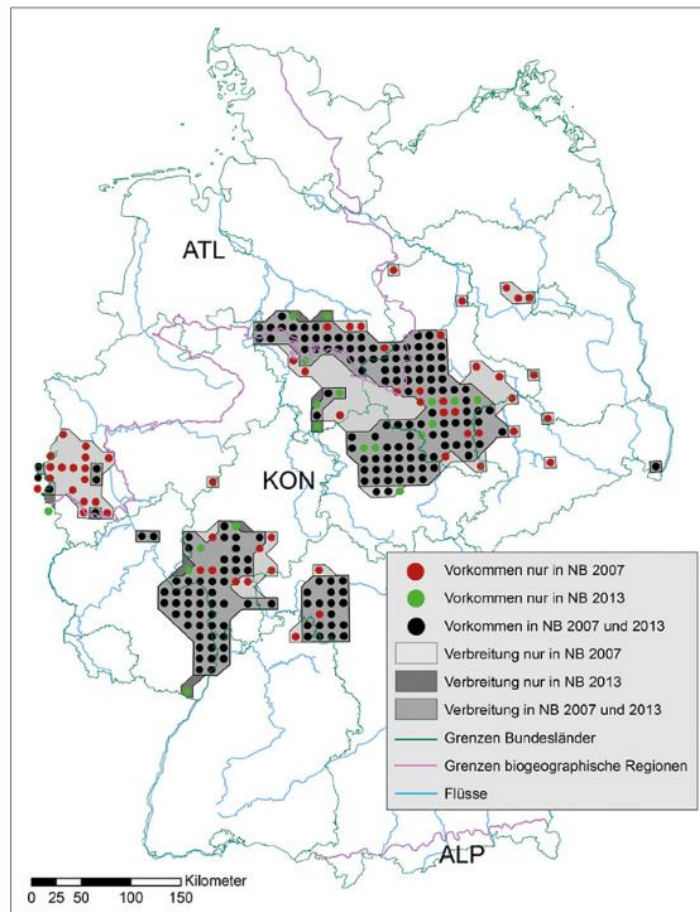 ATL
KON
Vorkommen nur in NB 2007
Vorkommen nur in NB 2013
Vorkommen in NB 2007 und 2013
Verbreitung nur in NB 2007
Verbreitung nur in NB 2013
Verbreitung in NB 2007 und 2013
Grenzen Bundesländer
Grenzen biogeographische Regionen
Flüsse
ALP
Kilometer
0 25 50 100 150